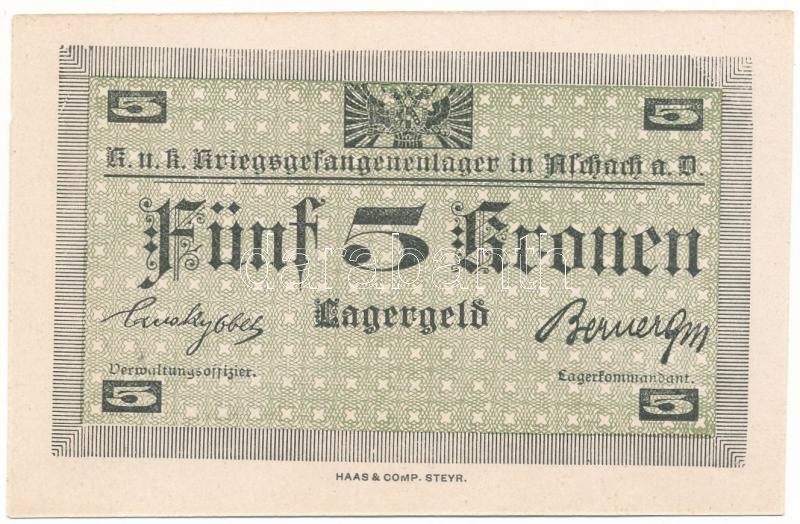 5 5
K. u. k. Kriegsgefangenenlager in Aschach a. D.
Fünf 5 Kronen
Lagergeld
Verwaltungsoffizier. Lagerkommandant.
5 5
HAAS & COMP. STEYR.